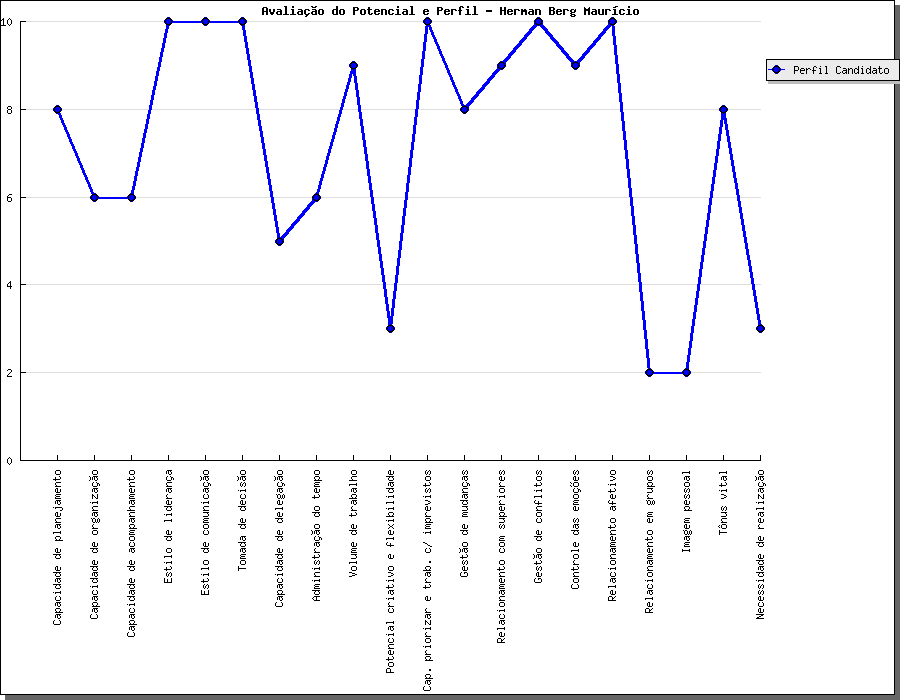 Avaliação do Potencial e Perfil - Herman Berg Maurício
10
8
6
4
2
0
Perfil Candidato
Capacidade de planejamento
Capacidade de organização
Capacidade de acompanhamento
Estilo de liderança
Estilo de comunicação
Tomada de decisão
Capacidade de delegação
Administração do tempo
Volume de trabalho
Potencial criativo e flexibilidade
Cap. priorizar e trab. c/ imprevistos
Gestão de mudanças
Relacionamento com superiores
Gestão de conflitos
Controle das emoções
Relacionamento afetivo
Relacionamento em grupos
Imagem pessoal
Tônus vital
Necessidade de realização